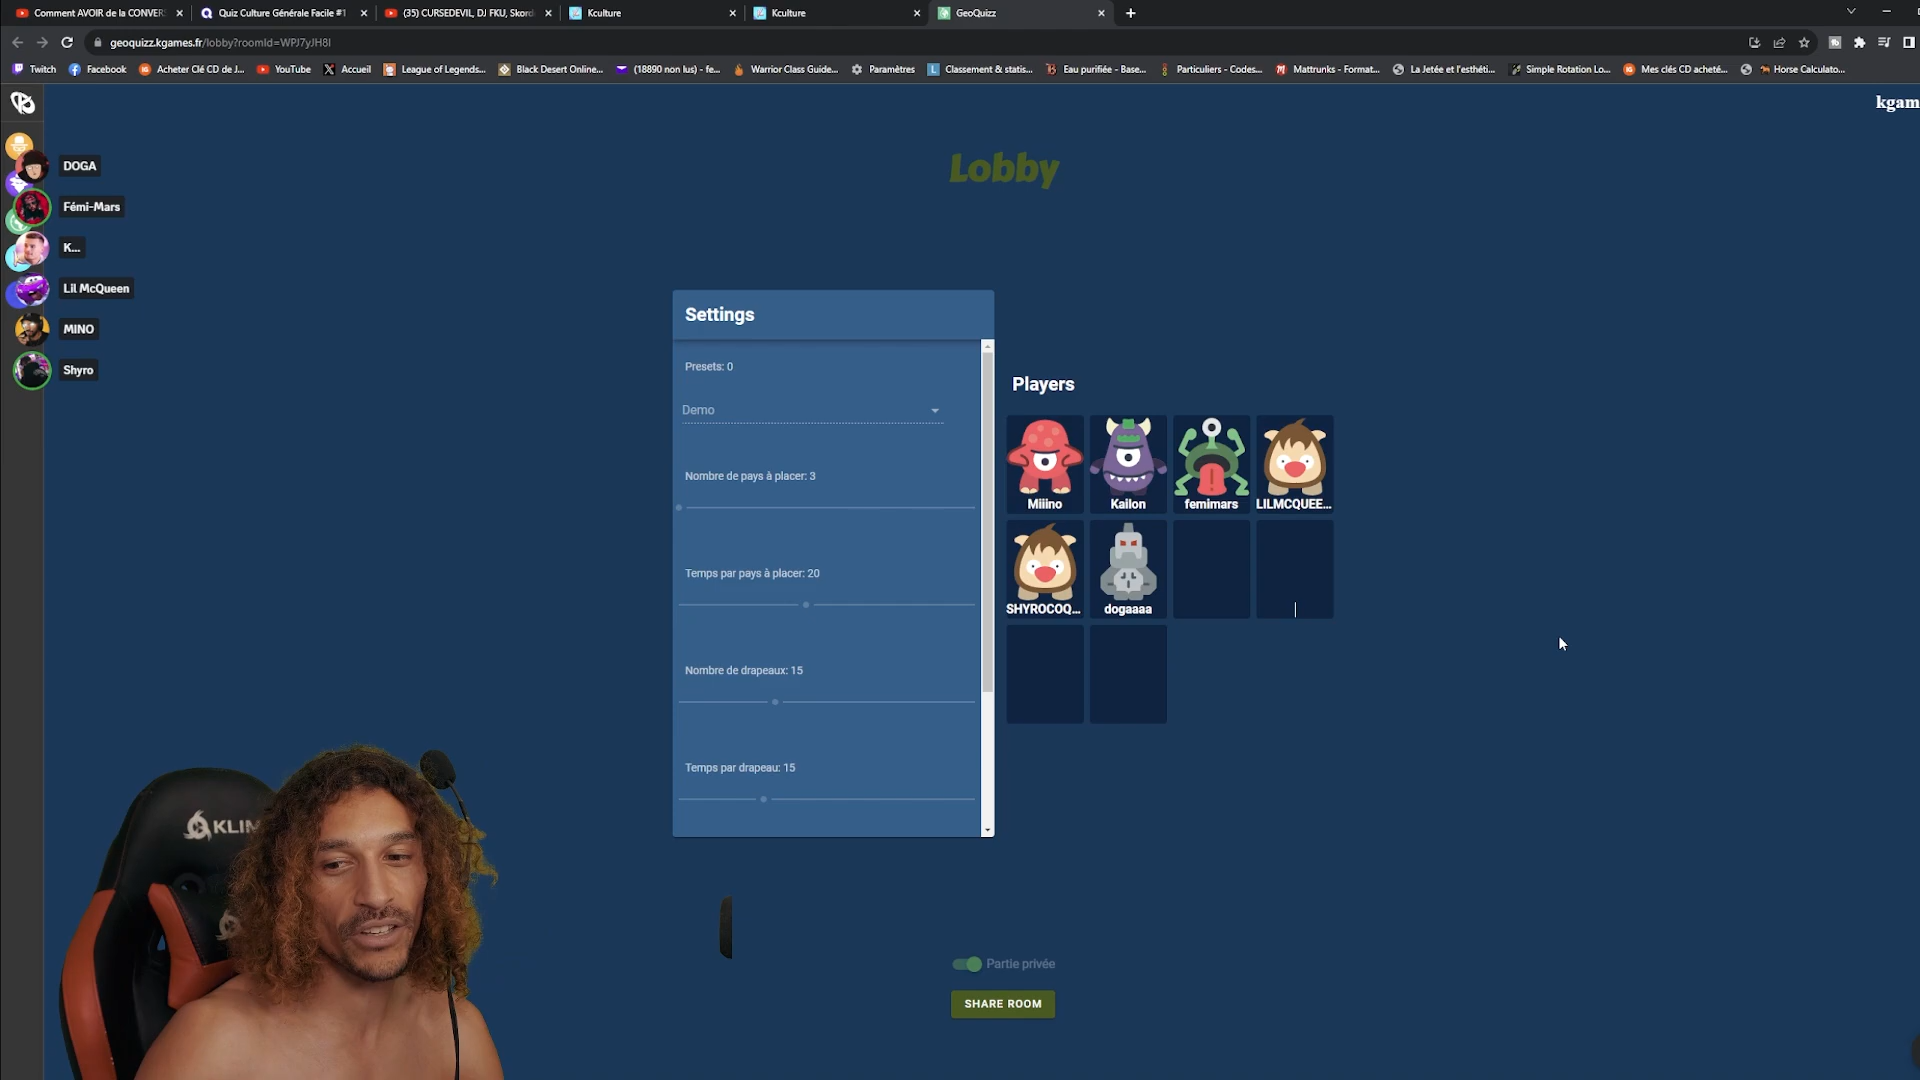 Comment AVOIR de la CONVER
Quiz Culture Générale Facile #1
(35) CURSEDEVIL, DJ FKU, Skord
Kculture
Kculture
GeoQuizz
geoquizz.kgames.fr/lobby?roomId=WPJ7yJH8I
Twitch
Facebook
Acheter Clé CD de J...
YouTube
Accueil
League of Legends...
Black Desert Online...
(18890 non lus) - fe...
Warrior Class Guide...
Paramètres
Classement & statis...
Eau purifiée - Base...
Particuliers - Codes...
Mattrunks - Format...
La Jetée et l'esthéti...
Simple Rotation Lo...
Mes clés CD acheté...
Horse Calculato...
kgam
Lobby
DOGA
Fémi-Mars
K...
Lil McQueen
MINO
Shyro
Settings
Presets: 0
Demo
Nombre de pays à placer: 3
Temps par pays à placer: 20
Nombre de drapeaux: 15
Temps par drapeau: 15
Players
Miiino
Kailon
femimars
LILMCQUEE...
SHYROCOQ...
dogaaaa
KLIM
Partie privée
SHARE ROOM